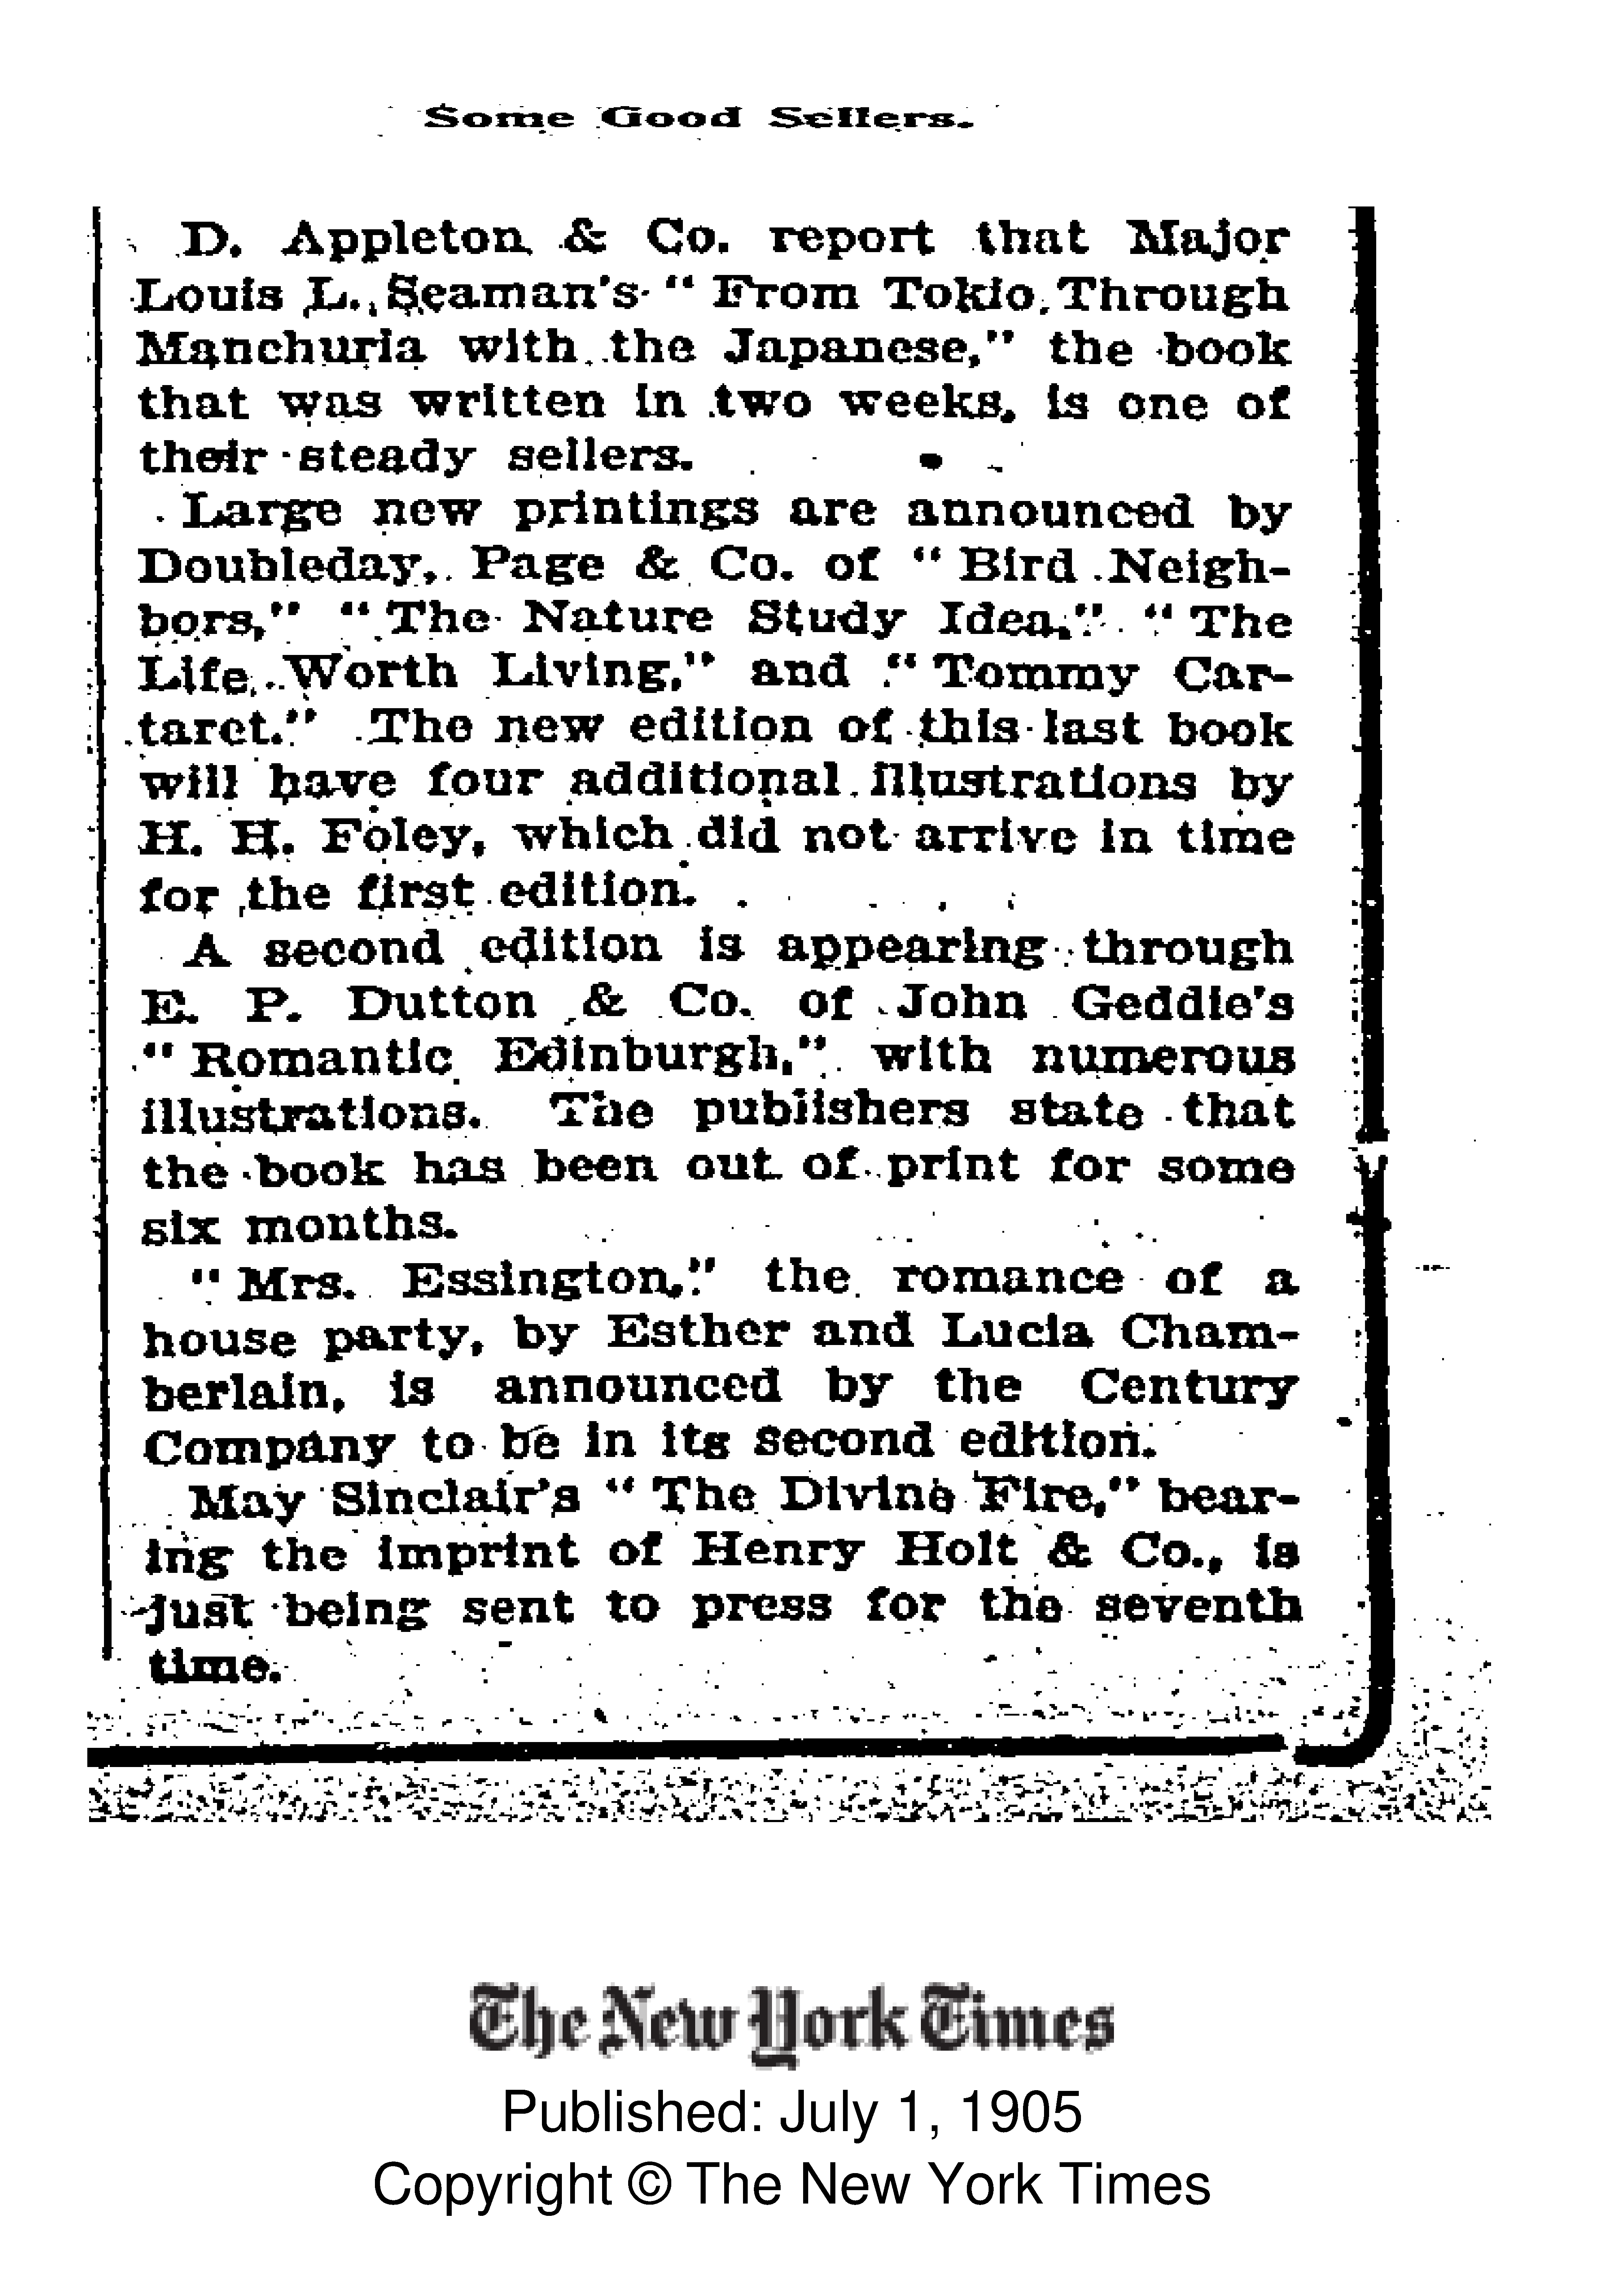 Some Good Sellers.
D. Appleton & Co. report that Major
Louis L. Seaman's "From Tokio Through
Manchuria with the Japanese," the book
that was written in two weeks, is one of
their steady sellers.
Large new printings are announced by
Doubleday, Page & Co. of "Bird Neigh-
bors," "The Nature Study Idea," "The
Life Worth Living," and "Tommy Car-
taret." The new edition of this last book
will have four additional illustrations by
H. H. Foley, which did not arrive in time
for the first edition.
A second edition is appearing through
E. P. Dutton & Co. of John Geddie's
"Romantic Edinburgh," with numerous
illustrations. The publishers state that
the book has been out of print for some
six months.
"Mrs. Essington," the romance of a
house party, by Esther and Lucia Cham-
berlain, is announced by the Century
Company to be in its second edition.
May Sinclair's "The Divine Fire," bear-
ing the imprint of Henry Holt & Co., is
just being sent to press for the seventh
time.
The New York Times
Published: July 1, 1905
Copyright © The New York Times